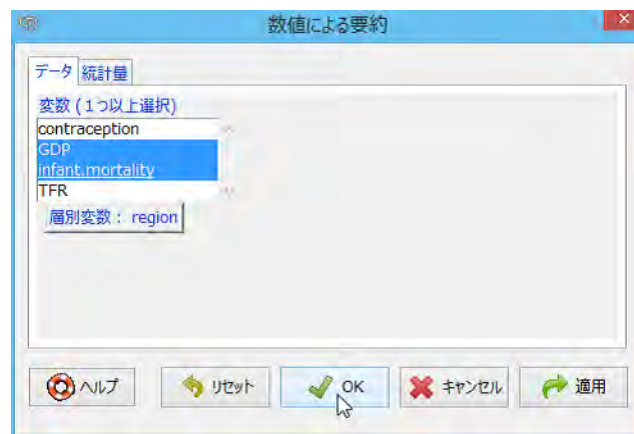 数値による要約
データ 統計量
変数 (1つ以上選択)
contraception
GDP
infant.mortality
TFR
層別変数： region
ヘルプ リセット OK キャンセル 適用